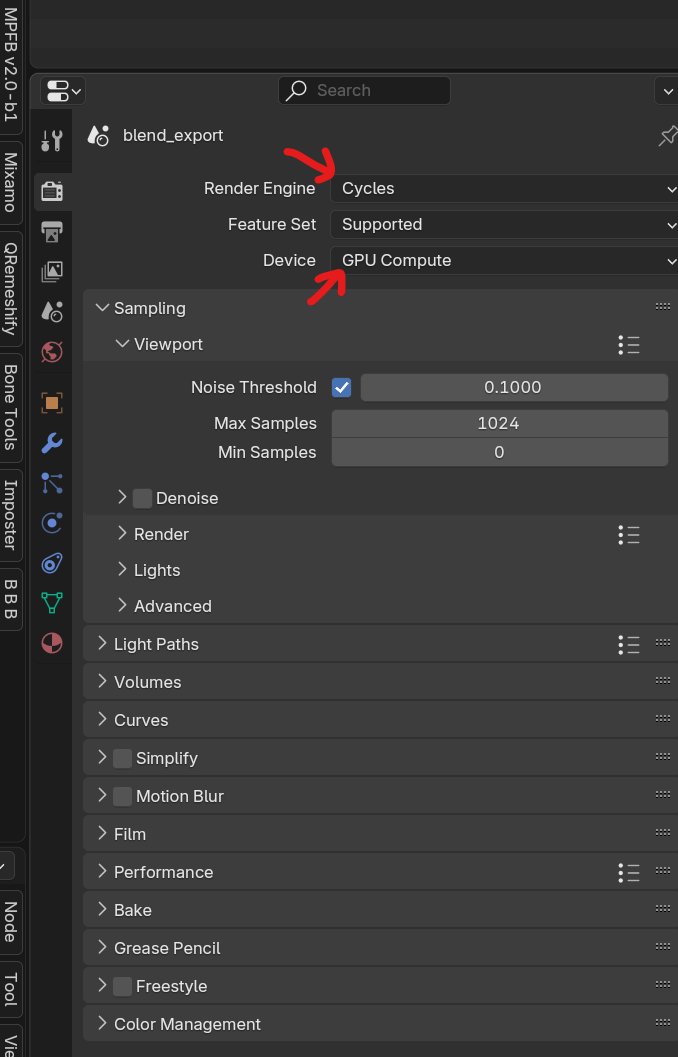 MPFB v2.0-b1
Mixamo
QRemeshify
Bone Tools
Imposter
B B B
Node
Tool
Search
blend_export
Render Engine Cycles
Feature Set Supported
Device GPU Compute
Sampling
Viewport
Noise Threshold 0.1000
Max Samples 1024
Min Samples 0
Denoise
Render
Lights
Advanced
Light Paths
Volumes
Curves
Simplify
Motion Blur
Film
Performance
Bake
Grease Pencil
Freestyle
Color Management